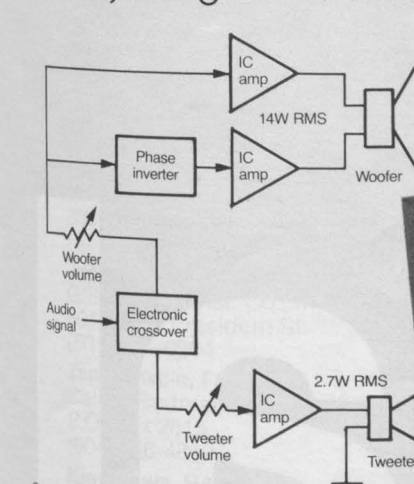 IC
amp
14W RMS
Phase
inverter
IC
amp
Woofer
Woofer
volume
Audio
signal
Electronic
crossover
2.7W RMS
IC
amp
Tweeter
volume